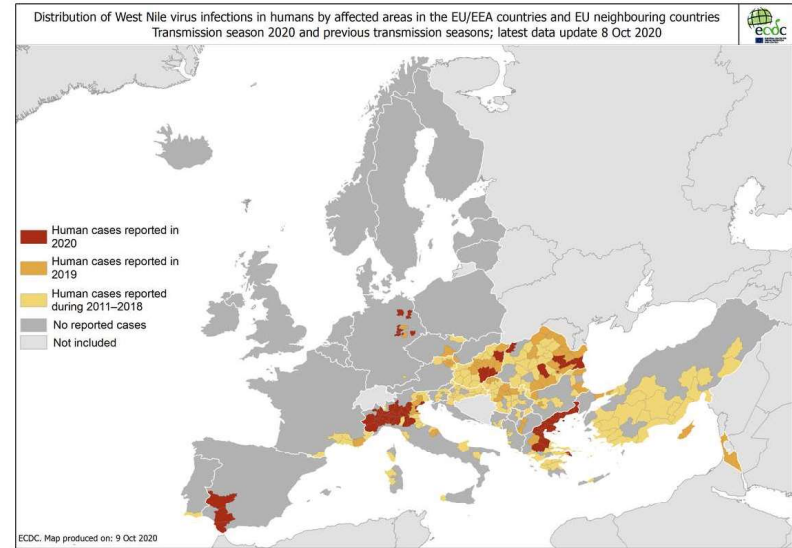 Distribution of West Nile virus infections in humans by affected areas in the EU/EEA countries and EU neighbouring countries
Transmission season 2020 and previous transmission seasons; latest data update 8 Oct 2020
ecdc
Human cases reported in
2020
Human cases reported in
2019
Human cases reported
during 2011–2018
No reported cases
Not included
ECDC. Map produced on: 9 Oct 2020